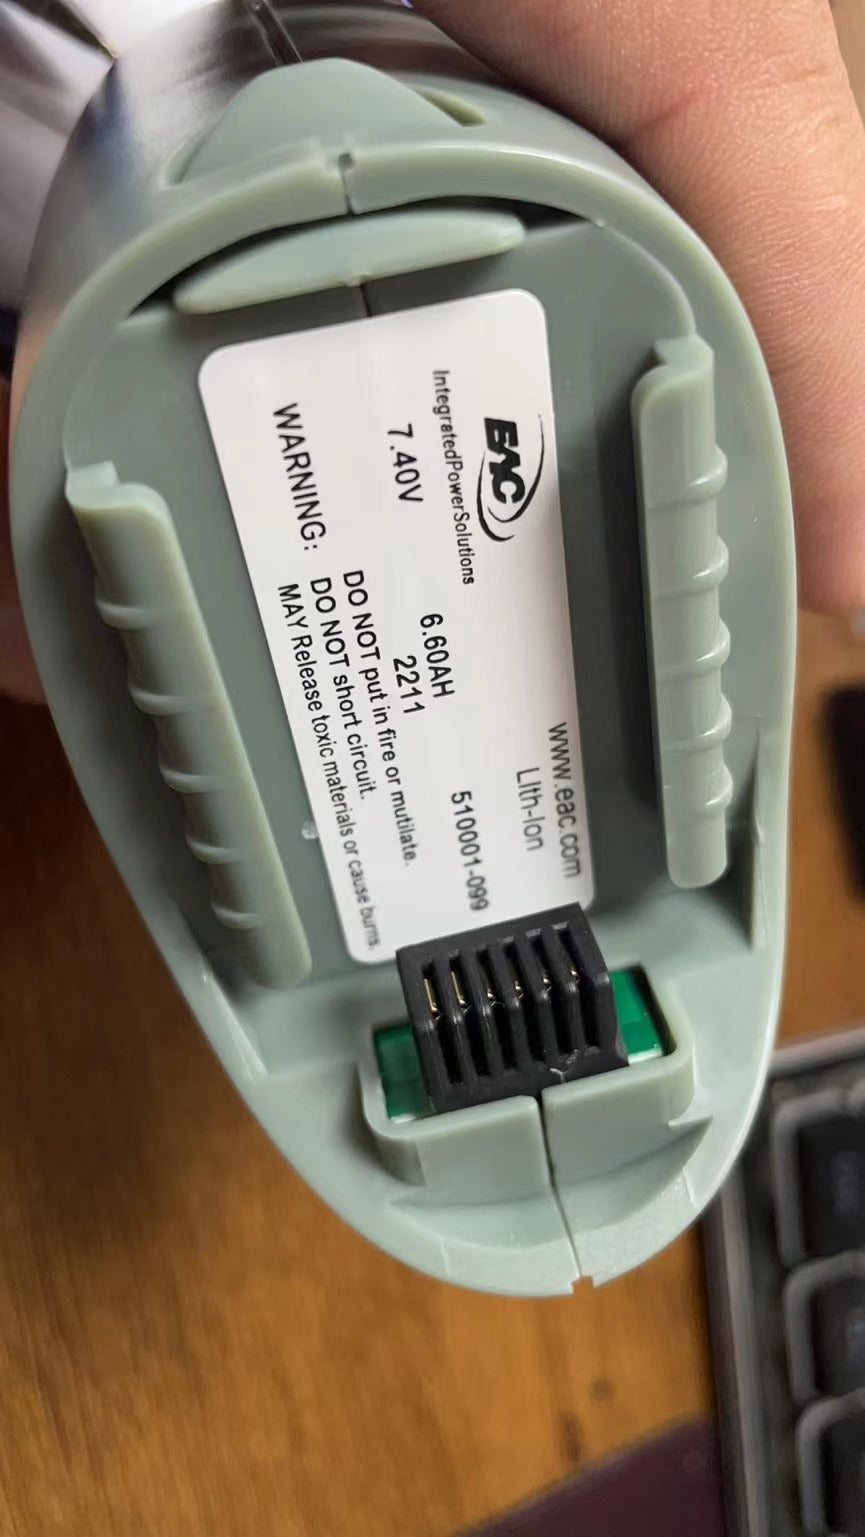 EAC
IntegratedPowerSolutions
www.eac.com
Lith-Ion
7.40V
6.60AH
510001-099
2211
WARNING:
DO NOT put in fire or mutilate.
DO NOT short circuit.
MAY Release toxic materials or cause burns.